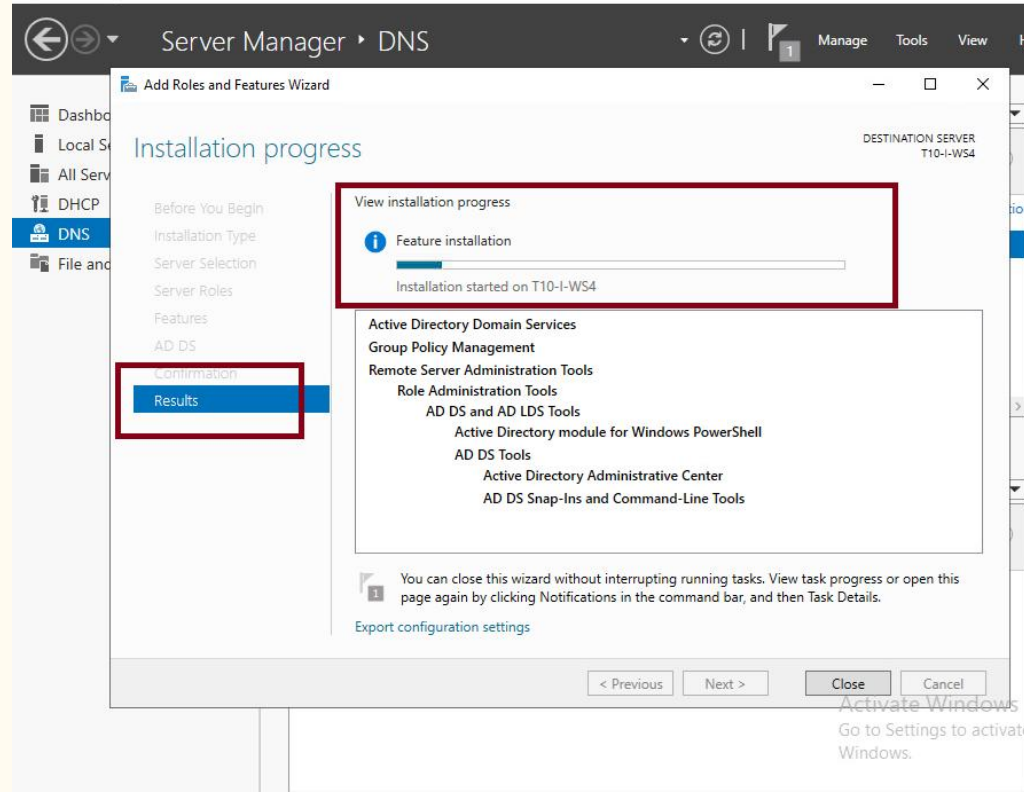 Server Manager ‣ DNS
1
Manage Tools View
Add Roles and Features Wizard
Installation progress
DESTINATION SERVER
T10-I-WS4
Dashbo
Local Se
All Serv
DHCP
DNS
File and
Before You Begin
Installation Type
Server Selection
Server Roles
Features
AD DS
Confirmation
Results
View installation progress
Feature installation
Installation started on T10-I-WS4
Active Directory Domain Services
Group Policy Management
Remote Server Administration Tools
Role Administration Tools
AD DS and AD LDS Tools
Active Directory module for Windows PowerShell
AD DS Tools
Active Directory Administrative Center
AD DS Snap-Ins and Command-Line Tools
1
You can close this wizard without interrupting running tasks. View task progress or open this
page again by clicking Notifications in the command bar, and then Task Details.
Export configuration settings
< Previous Next > Close Cancel
Activate Windows
Go to Settings to activat
Windows.